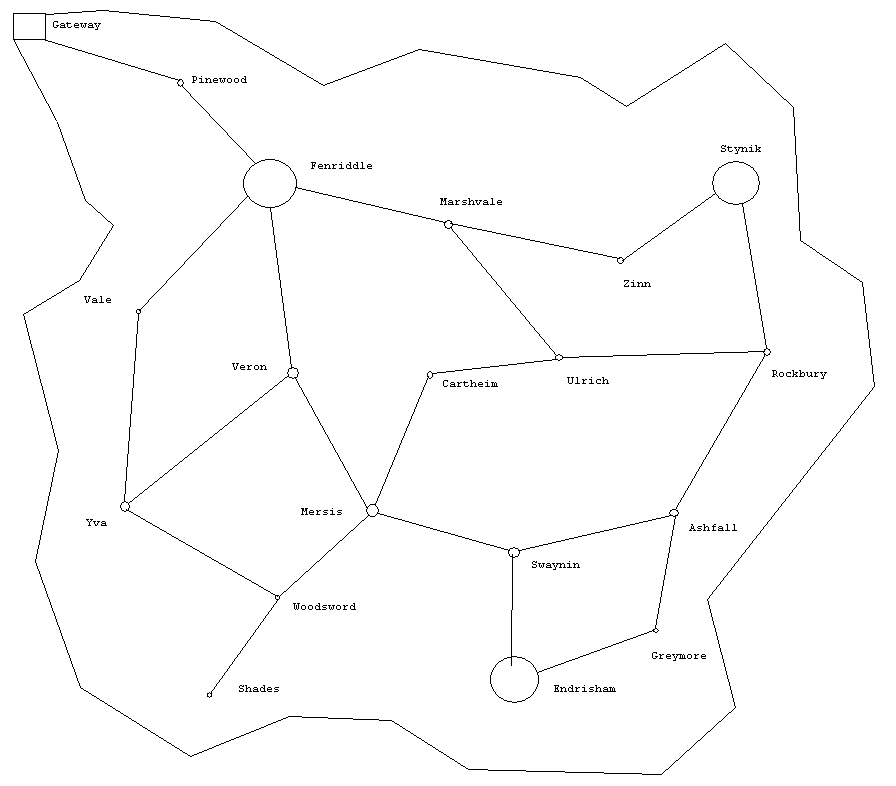 Gateway
Pinewood
Stynik
Fenriddle
Marshvale
Zinn
Vale
Veron
Rockbury
Ulrich
Cartheim
Mersis
Yva
Ashfall
Swaynin
Woodsword
Greymore
Shades
Endrisham